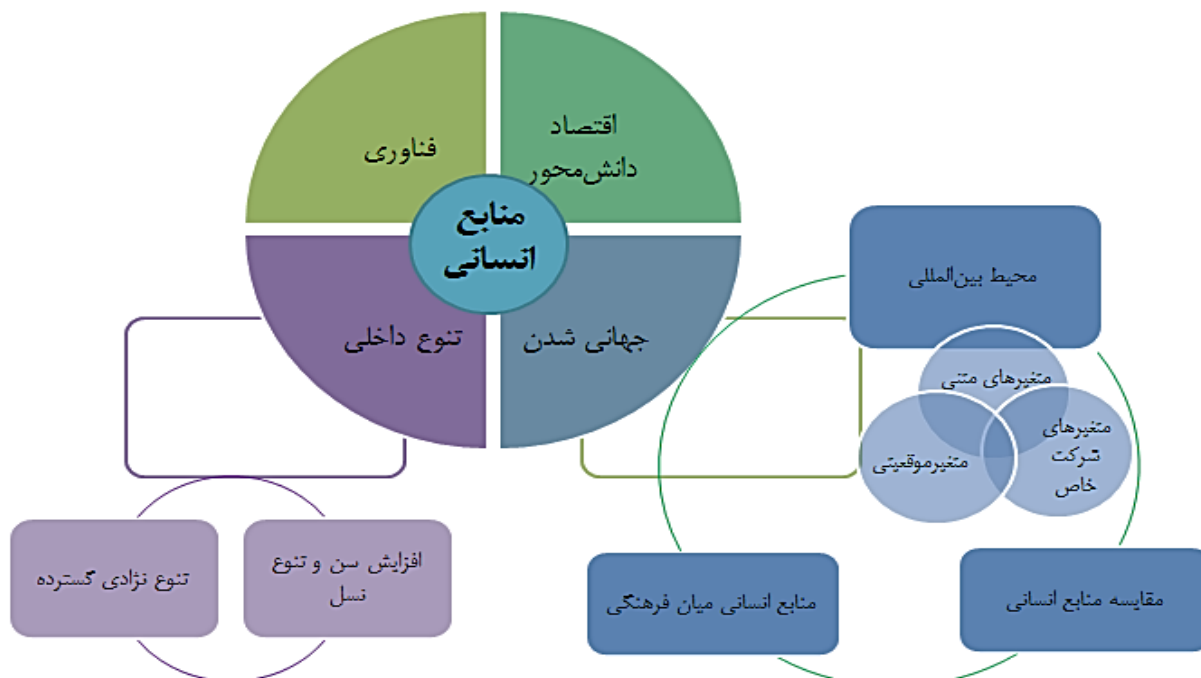 اقتصاد
دانش‌محور
فناوری
منابع
انسانی
جهانی شدن
تنوع داخلی
محیط بین‌المللی
متغیرهای متنی
متغیرهای
شرکت
خاص
متغیرموقعیتی
مقایسه منابع انسانی
منابع انسانی میان فرهنگی
افزایش سن و تنوع
نسل
تنوع نژادی گسترده